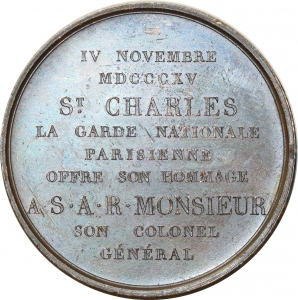 IV NOVEMBRE
MDCCCXV
ST CHARLES
LA GARDE NATIONALE
PARISIENNE
OFFRE SON HOMMAGE
A·S·A·R·MONSIEUR
SON COLONEL
GÉNÉRAL